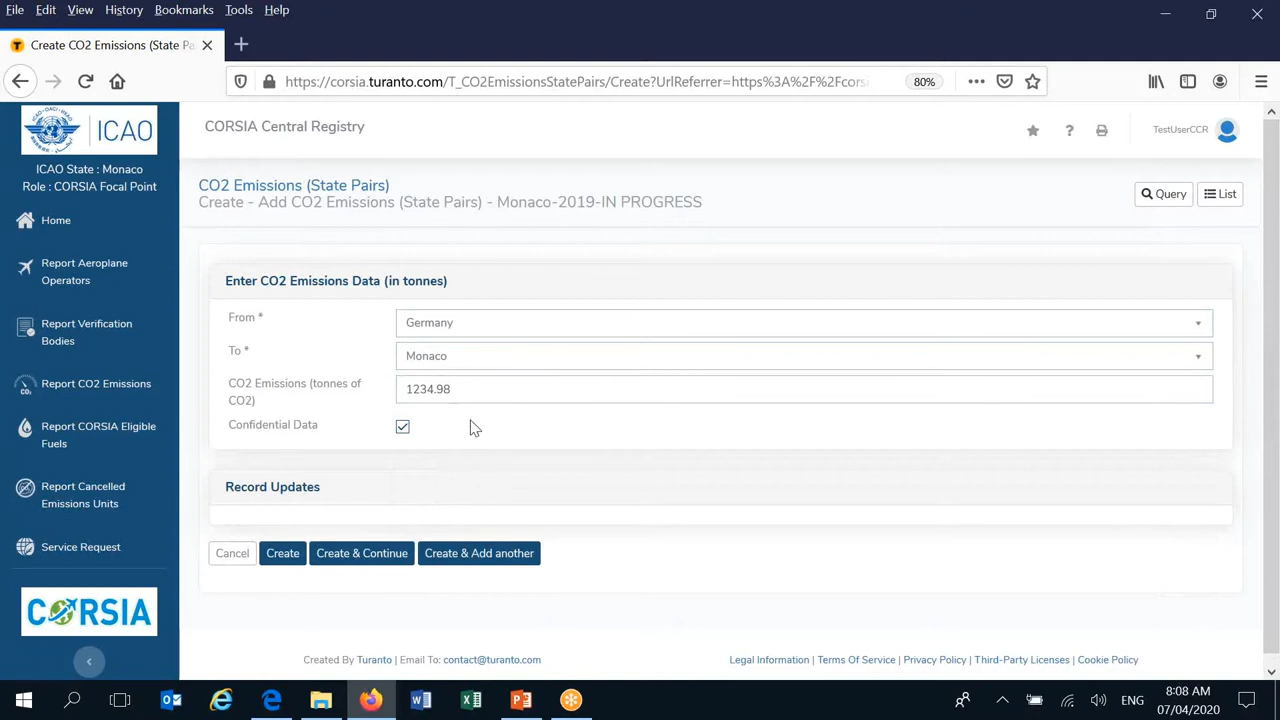 File Edit View History Bookmarks Tools Help
Create CO2 Emissions (State Pa
https://corsia.turanto.com/T_CO2EmissionsStatePairs/Create?UrlReferrer=https%3A%2F%2Fcorsi
80%
ICAO
ICAO State : Monaco
Role : CORSIA Focal Point
Home
Report Aeroplane
Operators
Report Verification
Bodies
Report CO2 Emissions
Report CORSIA Eligible
Fuels
Report Cancelled
Emissions Units
Service Request
CORSIA
CORSIA Central Registry
TestUserCCR
CO2 Emissions (State Pairs)
Create - Add CO2 Emissions (State Pairs) - Monaco-2019-IN PROGRESS
Query
List
Enter CO2 Emissions Data (in tonnes)
From *
Germany
To *
Monaco
CO2 Emissions (tonnes of
CO2)
1234.98
Confidential Data
Record Updates
Cancel Create Create & Continue Create & Add another
Created By Turanto | Email To: contact@turanto.com
Legal Information | Terms Of Service | Privacy Policy | Third-Party Licenses | Cookie Policy
ENG
8:08 AM
07/04/2020